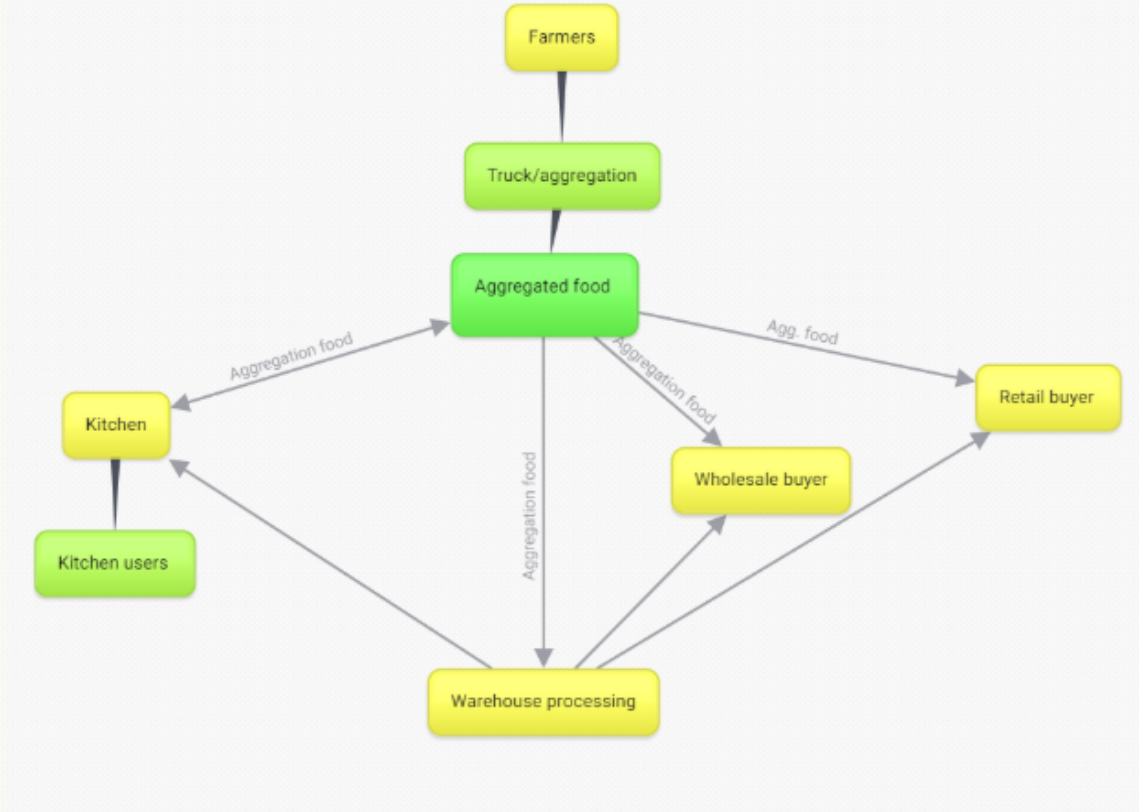 Farmers
Truck/aggregation
Aggregated food
Agg. food
Aggregation food
Aggregation food
Retail buyer
Kitchen
Wholesale buyer
Aggregation food
Kitchen users
Warehouse processing